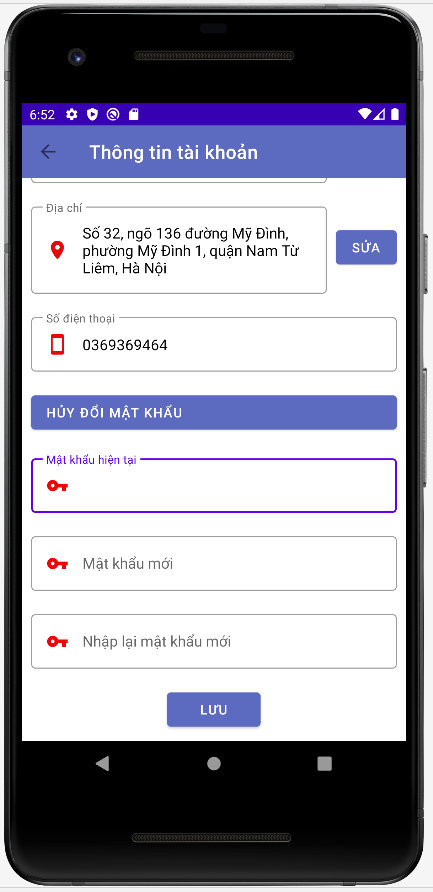 6:52
Thông tin tài khoản
Địa chỉ
Số 32, ngõ 136 đường Mỹ Đình,
phường Mỹ Đình 1, quận Nam Từ
Liêm, Hà Nội
SỬA
Số điện thoại
0369369464
HỦY ĐỔI MẬT KHẨU
Mật khẩu hiện tại
Mật khẩu mới
Nhập lại mật khẩu mới
LƯU